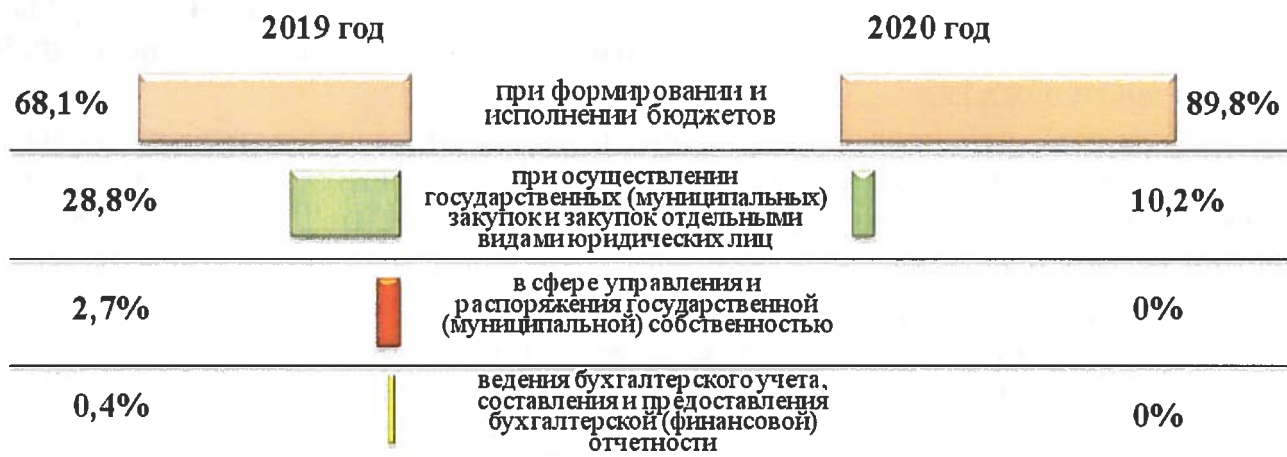 2019 год
2020 год
68,1%
при формировании и
исполнении бюджетов
89,8%
28,8%
при осуществлении
государственных (муниципальных)
закупок и закупок отдельными
видами юридических лиц
10,2%
2,7%
в сфере управления и
распоряжения государственной
(муниципальной) собственностью
0%
0,4%
ведения бухгалтерского учета,
составления и предоставления
бухгалтерской (финансовой)
отчетности
0%